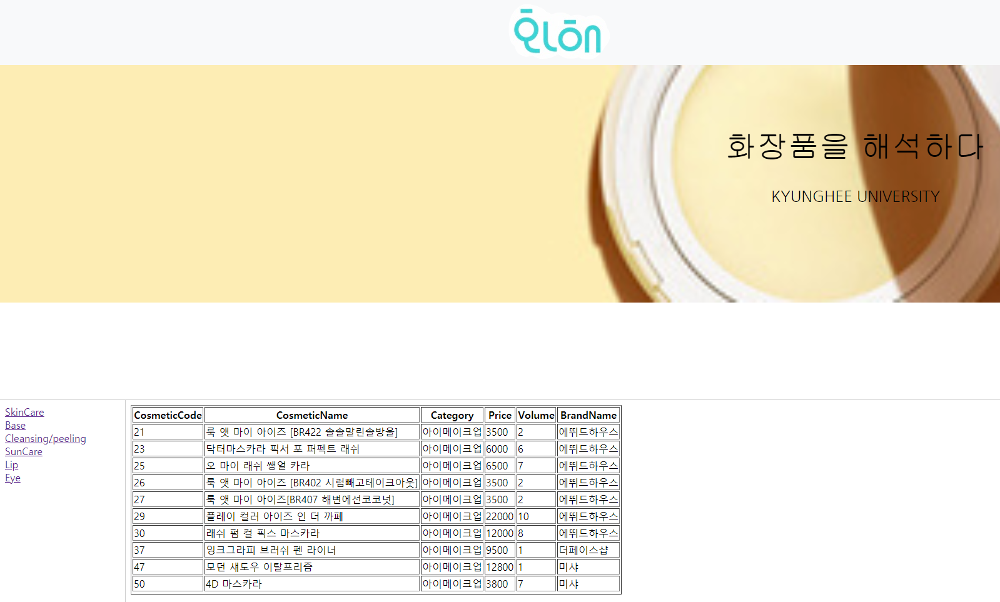 화장품을 해석하다
KYUNGHEE UNIVERSITY
SkinCare
Base
Cleansing/peeling
SunCare
Lip
Eye
CosmeticCode CosmeticName Category Price Volume BrandName
21 룩 앳 마이 아이즈 [BR422 솔솔말린솔방울] 아이메이크업 3500 2 에뛰드하우스
23 닥터마스카라 픽서 포 퍼펙트 래쉬 아이메이크업 6000 6 에뛰드하우스
25 오 마이 래쉬 쌩얼 카라 아이메이크업 6500 7 에뛰드하우스
26 룩 앳 마이 아이즈 [BR402 시럽빼고테이크아웃] 아이메이크업 3500 2 에뛰드하우스
27 룩 앳 마이 아이즈[BR407 해변에선코코넛] 아이메이크업 3500 2 에뛰드하우스
29 플레이 컬러 아이즈 인 더 까페 아이메이크업 22000 10 에뛰드하우스
30 래쉬 펌 컬 픽스 마스카라 아이메이크업 12000 8 에뛰드하우스
37 잉크그라피 브러쉬 펜 라이너 아이메이크업 9500 1 더페이스샵
47 모던 섀도우 이탈프리즘 아이메이크업 12800 1 미샤
50 4D 마스카라 아이메이크업 3800 7 미샤